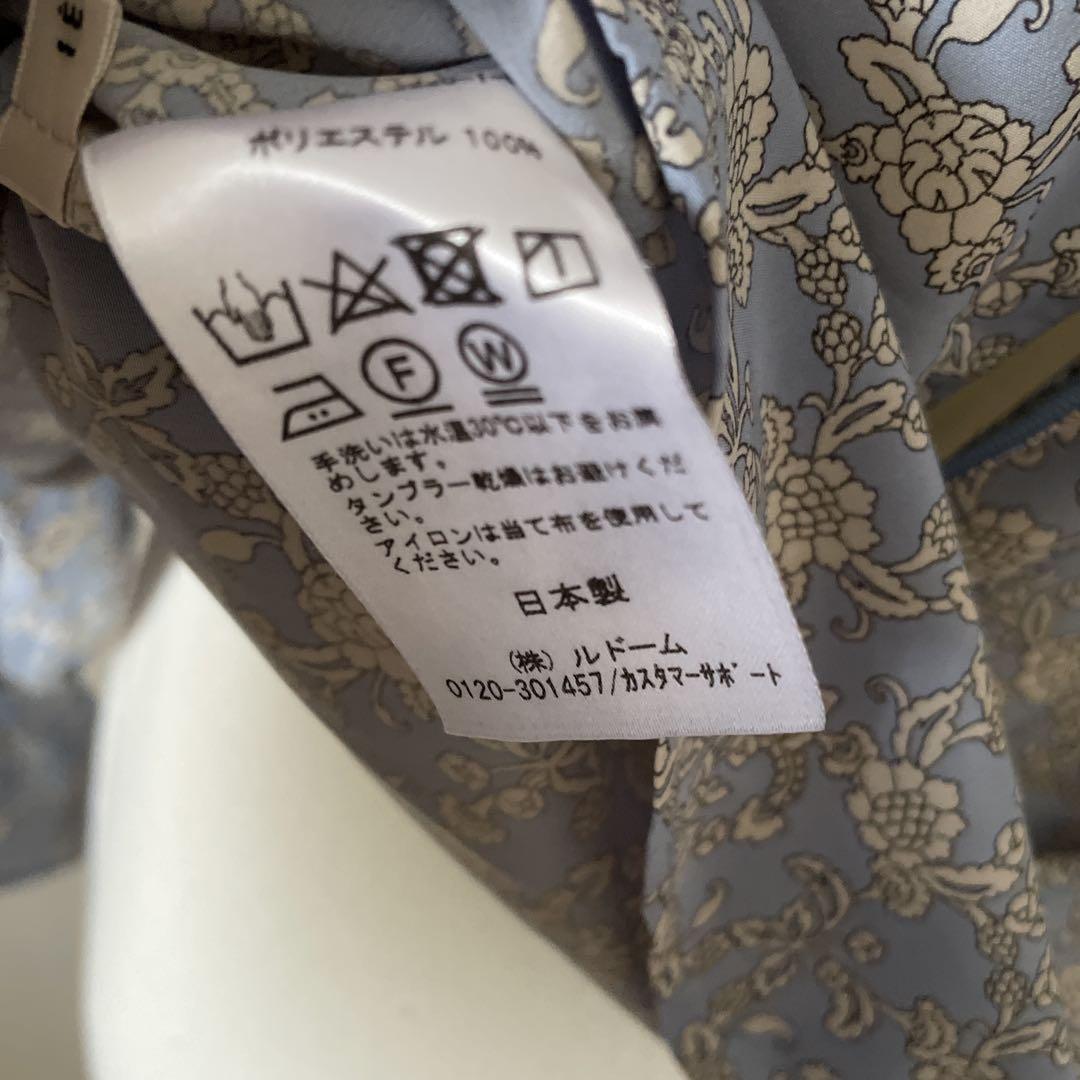 ポリエステル 100%
F W
手洗いは水温30℃以下をお薦
めします。
タンブラー乾燥はお避けくだ
さい。
アイロンは当て布を使用して
ください。
日本製
(株) ルドーム
0120-301457/カスタマーサポート